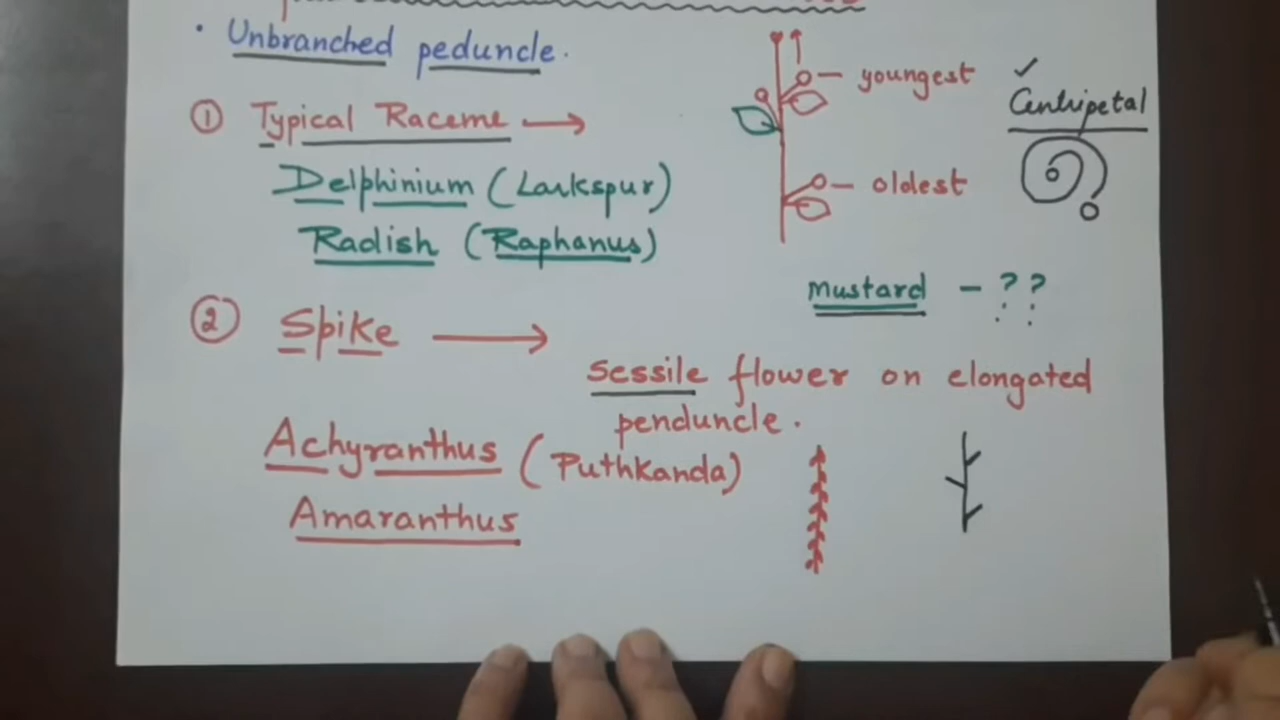 • Unbranched peduncle.
① Typical Raceme →
Delphinium (Larkspur)
Radish (Raphanus)
youngest
oldest
✓
Centripetal
mustard - ??
② Spike →
sessile flower on elongated
penduncle.
Achyranthus (Puthkanda)
Amaranthus